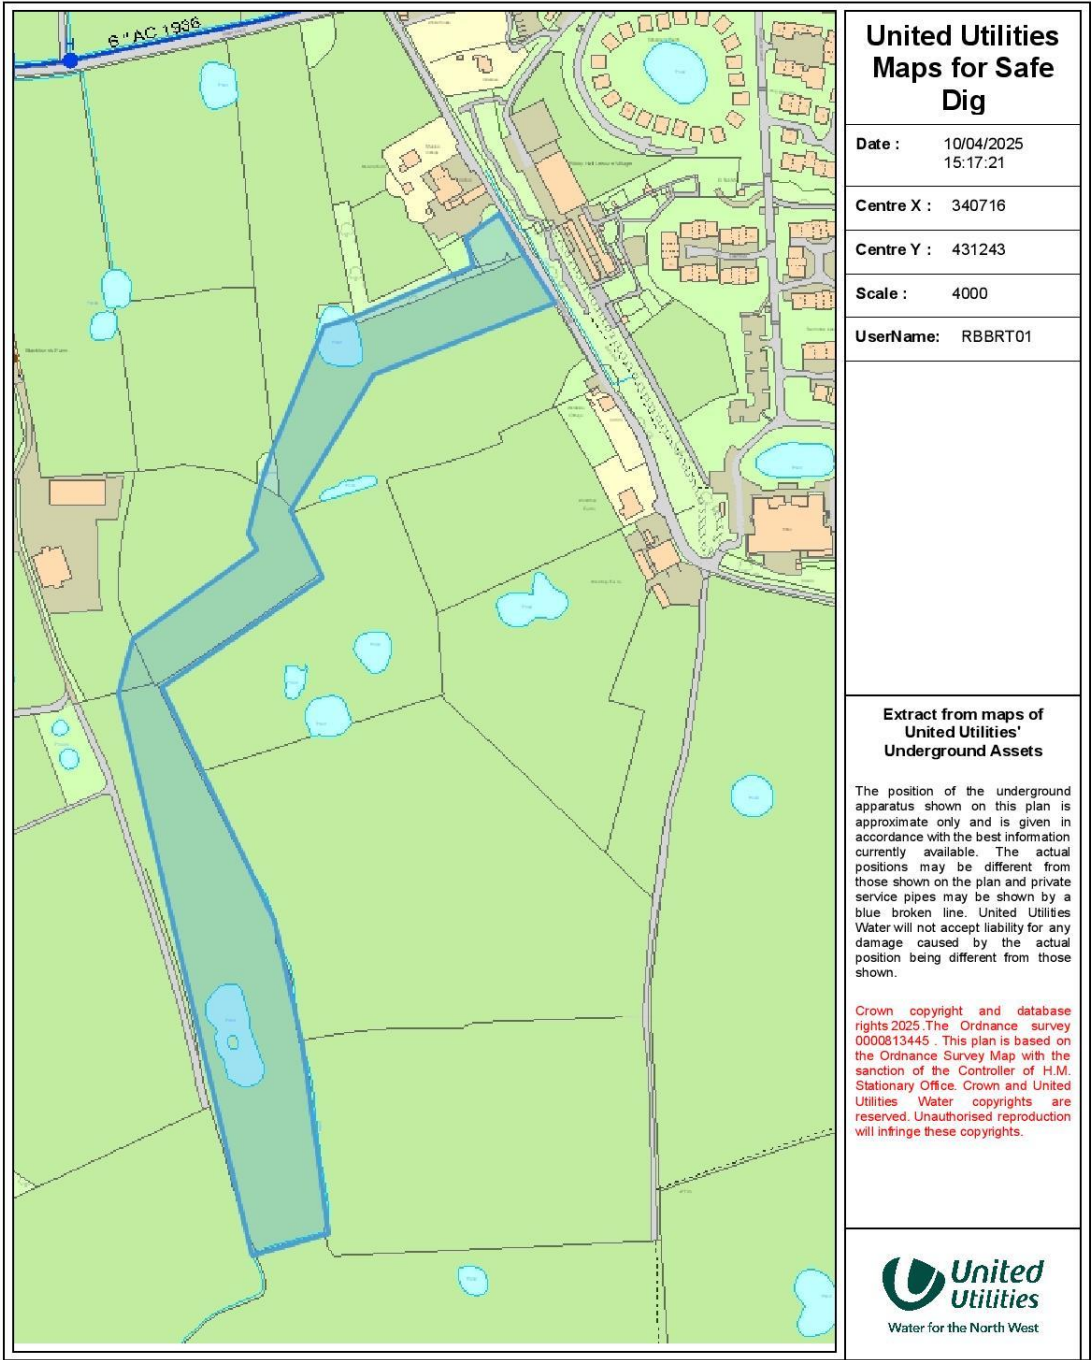 6" AC 1936
United Utilities
Maps for Safe
Dig
Date : 10/04/2025
15:17:21
Centre X : 340716
Centre Y : 431243
Scale : 4000
UserName: RBBRT01
Extract from maps of
United Utilities'
Underground Assets
The position of the underground
apparatus shown on this plan is
approximate only and is given in
accordance with the best information
currently available. The actual
positions may be different from
those shown on the plan and private
service pipes may be shown by a
blue broken line. United Utilities
Water will not accept liability for any
damage caused by the actual
position being different from those
shown.
Crown copyright and database
rights 2025 .The Ordnance survey
0000813445 . This plan is based on
the Ordnance Survey Map with the
sanction of the Controller of H.M.
Stationary Office. Crown and United
Utilities Water copyrights are
reserved. Unauthorised reproduction
will infringe these copyrights.
United
Utilities
Water for the North West